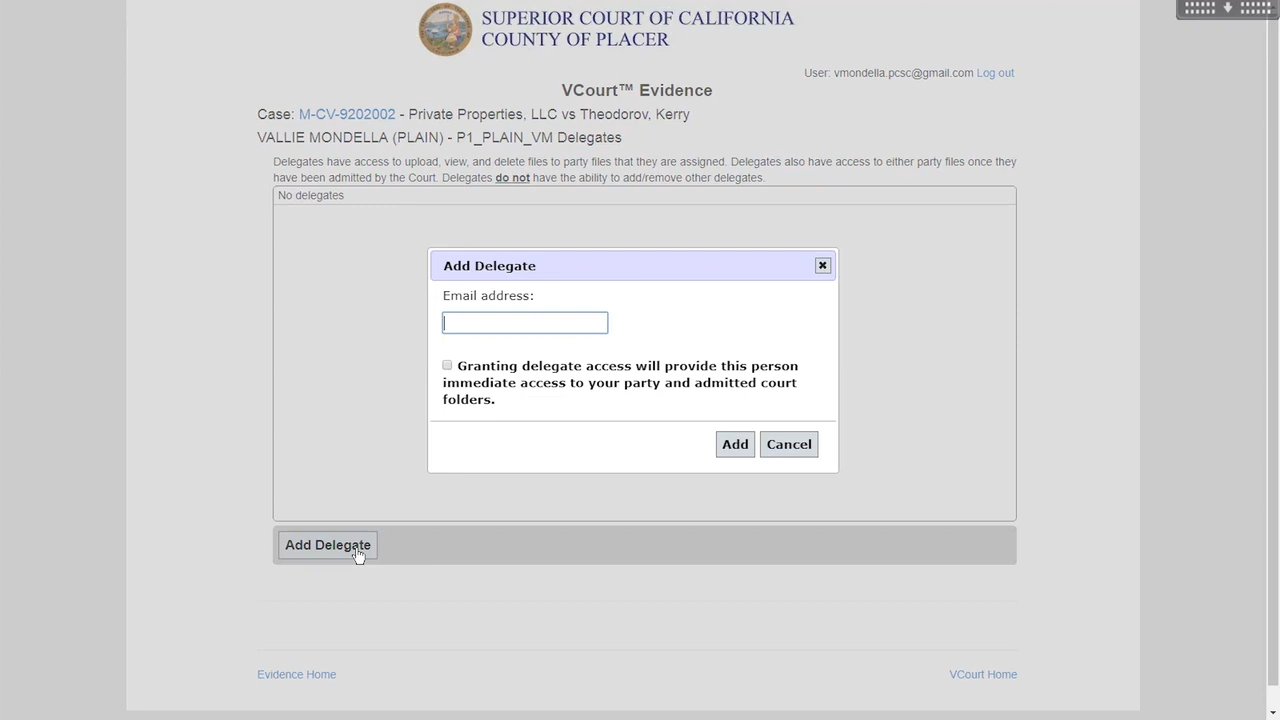 SUPERIOR COURT OF CALIFORNIA
COUNTY OF PLACER
User: vmondella.pcsc@gmail.com Log out
VCourt™ Evidence
Case: M-CV-9202002 - Private Properties, LLC vs Theodorov, Kerry
VALLIE MONDELLA (PLAIN) - P1_PLAIN_VM Delegates
Delegates have access to upload, view, and delete files to party files that they are assigned. Delegates also have access to either party files once they
have been admitted by the Court. Delegates do not have the ability to add/remove other delegates.
No delegates
Add Delegate
Email address:
Granting delegate access will provide this person
immediate access to your party and admitted court
folders.
Add Cancel
Add Delegate
Evidence Home VCourt Home